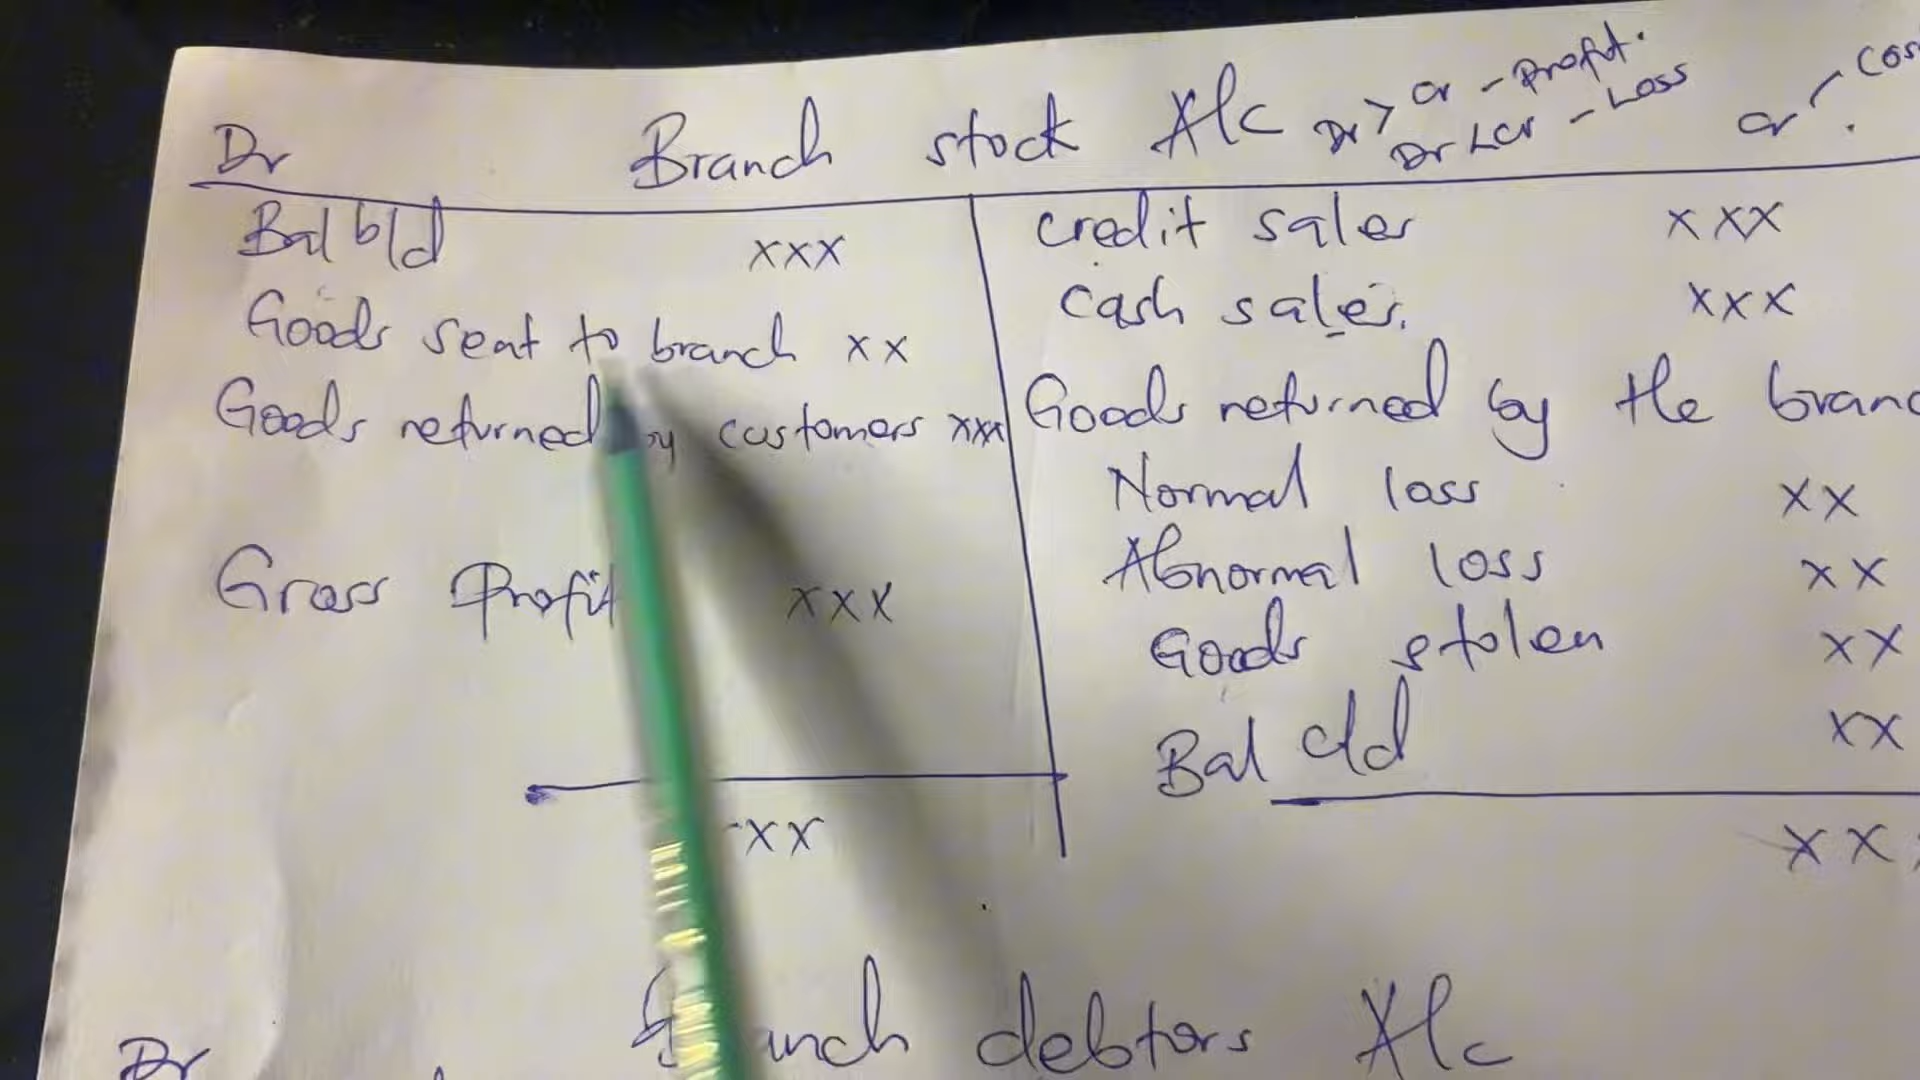 Dr Branch stock A/c Dr > cr - Profit. cr
Dr < cr - Loss
Bal b/d xxx credit sales xxx
Goods sent to branch xx cash sales. xxx
Goods returned by customers xxx Goods returned by the
Normal loss xx
Abnormal loss xx
Gross Profit xxx Goods stolen xx
Bal c/d xx
xx xx
Dr debtors A/c